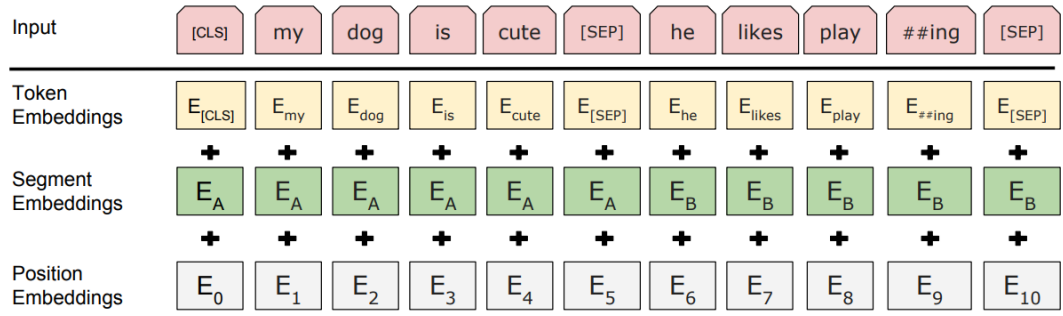 Input [CLS] my dog is cute [SEP] he likes play ##ing [SEP]
Token
Embeddings E[CLS] Emy Edog Eis Ecute E[SEP] Ehe Elikes Eplay E##ing E[SEP]
+ + + + + + + + + + +
Segment
Embeddings EA EA EA EA EA EA EB EB EB EB EB
+ + + + + + + + + + +
Position
Embeddings E0 E1 E2 E3 E4 E5 E6 E7 E8 E9 E10